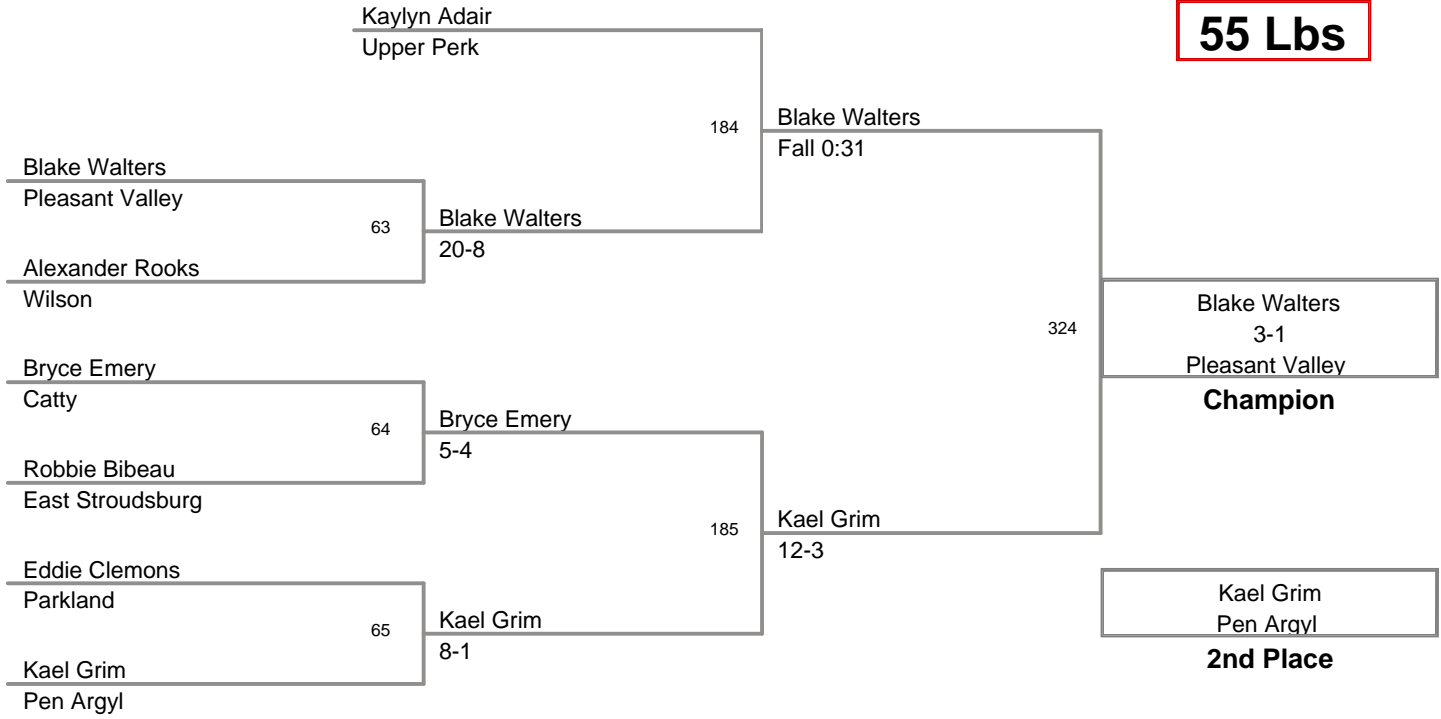 Kaylyn Adair
Upper Perk
55 Lbs
184
Blake Walters
Fall 0:31
Blake Walters
Pleasant Valley
63
Blake Walters
20-8
Alexander Rooks
Wilson
324
Blake Walters
3-1
Pleasant Valley
Champion
Bryce Emery
Catty
64
Bryce Emery
5-4
Robbie Bibeau
East Stroudsburg
185
Kael Grim
12-3
Eddie Clemons
Parkland
65
Kael Grim
8-1
Kael Grim
Pen Argyl
Kael Grim
Pen Argyl
2nd Place